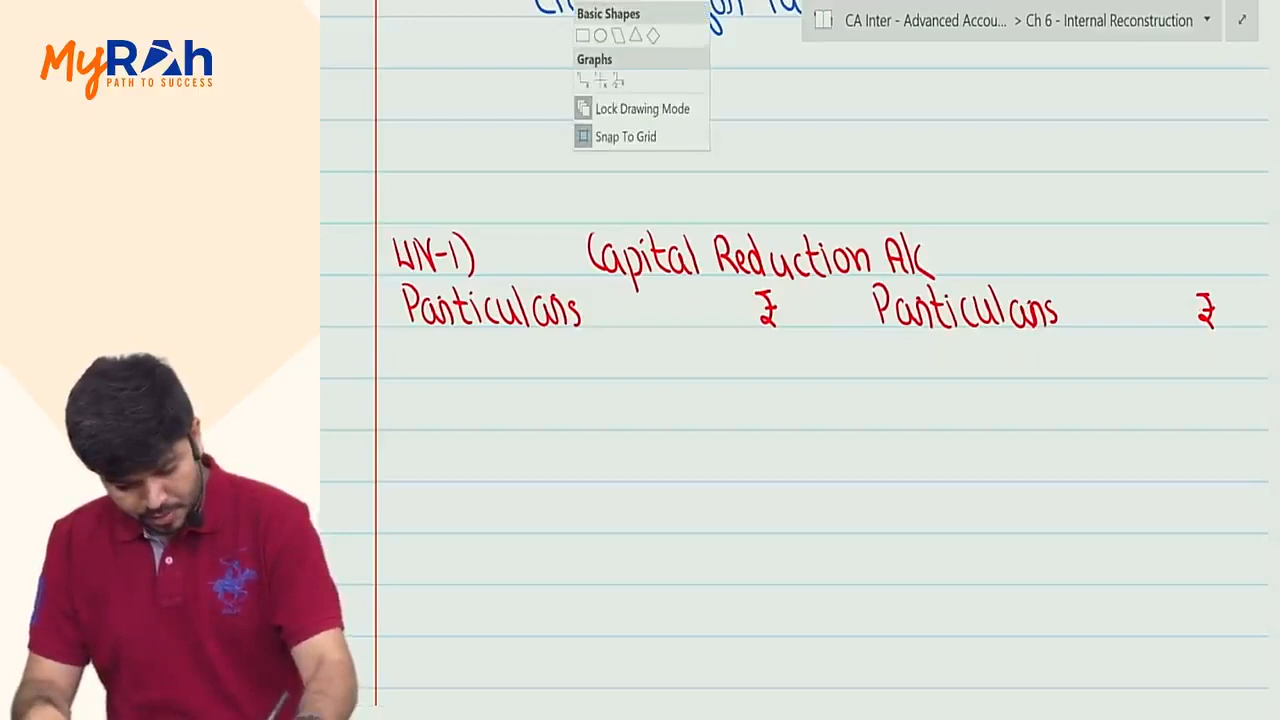 MyRAh
PATH TO SUCCESS
Basic Shapes
Graphs
Lock Drawing Mode
Snap To Grid
CA Inter - Advanced Accou... > Ch 6 - Internal Reconstruction
WN-1) Capital Reduction A/c
Particulars ₹ Particulars ₹